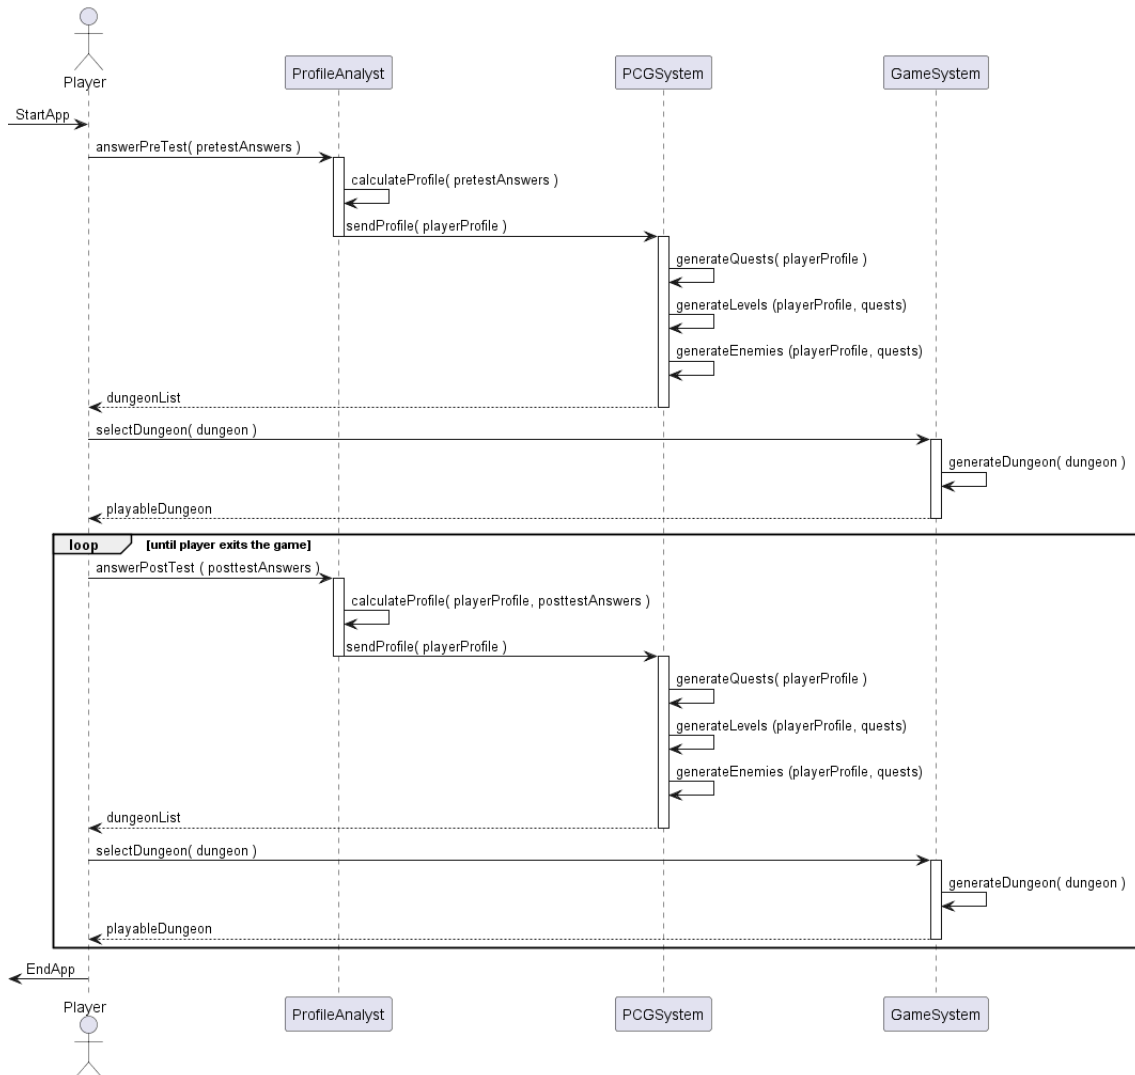 Player
ProfileAnalyst
PCGSystem
GameSystem
StartApp
answerPreTest( pretestAnswers )
calculateProfile( pretestAnswers )
sendProfile( playerProfile )
generateQuests( playerProfile )
generateLevels (playerProfile, quests)
generateEnemies (playerProfile, quests)
dungeonList
selectDungeon( dungeon )
generateDungeon( dungeon )
playableDungeon
loop
[until player exits the game]
answerPostTest ( posttestAnswers )
calculateProfile( playerProfile, posttestAnswers )
sendProfile( playerProfile )
generateQuests( playerProfile )
generateLevels (playerProfile, quests)
generateEnemies (playerProfile, quests)
dungeonList
selectDungeon( dungeon )
generateDungeon( dungeon )
playableDungeon
EndApp
Player
ProfileAnalyst
PCGSystem
GameSystem